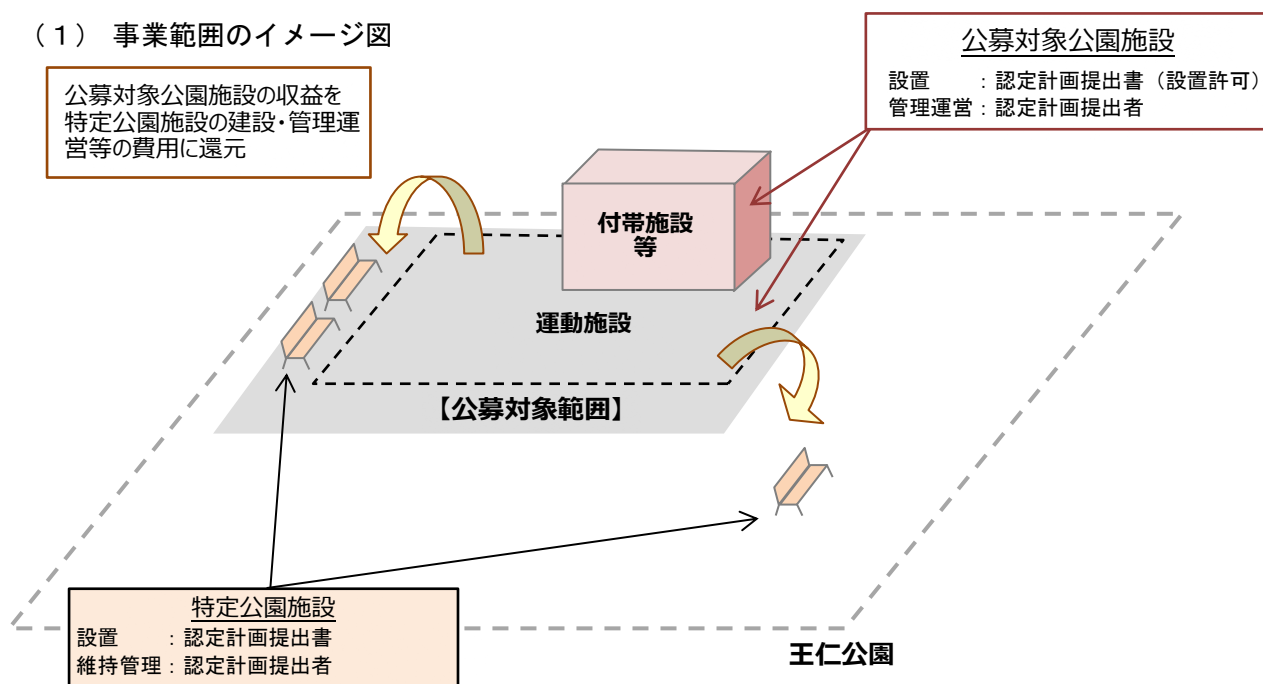 （１） 事業範囲のイメージ図
公募対象公園施設の収益を
特定公園施設の建設・管理運
営等の費用に還元
公募対象公園施設
設置　　：認定計画提出書（設置許可）
管理運営：認定計画提出者
付帯施設
等
運動施設
【公募対象範囲】
特定公園施設
設置　　：認定計画提出書
維持管理：認定計画提出者
王仁公園